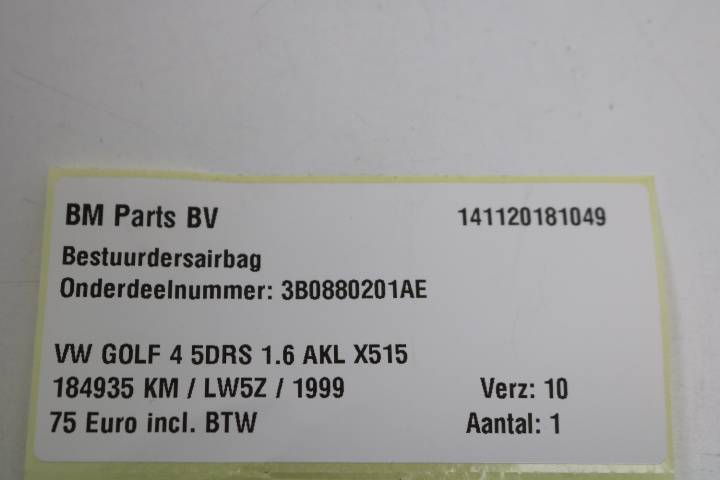 BM Parts BV 141120181049
Bestuurdersairbag
Onderdeelnummer: 3B0880201AE
VW GOLF 4 5DRS 1.6 AKL X515
184935 KM / LW5Z / 1999 Verz: 10
75 Euro incl. BTW Aantal: 1